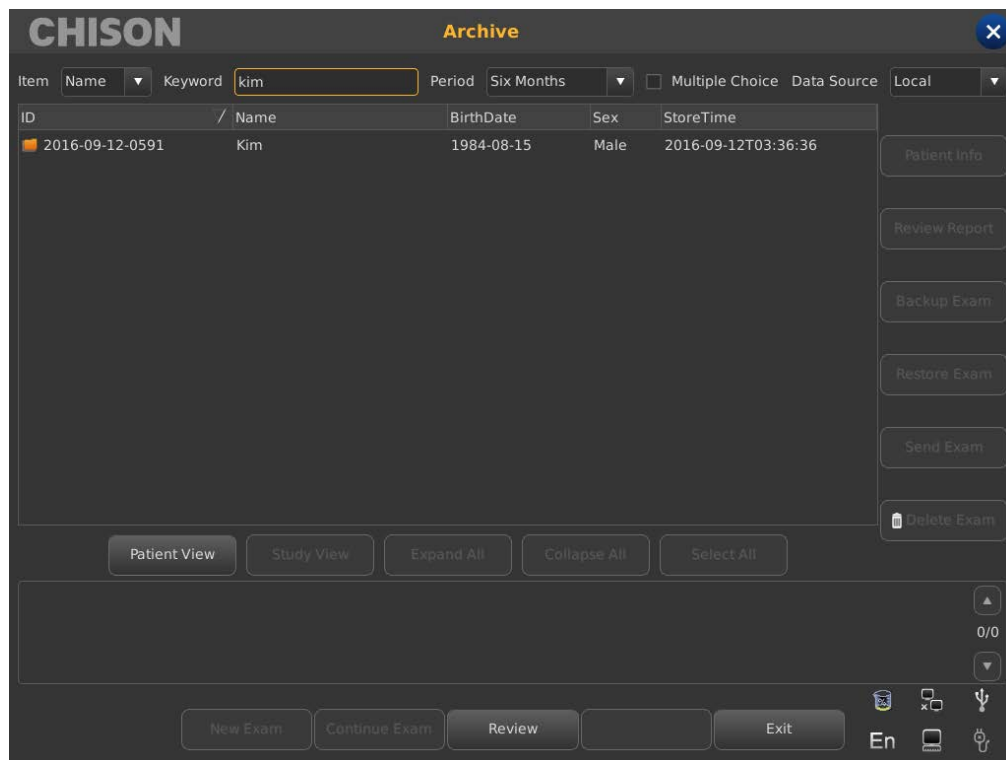 CHISON Archive
Item Name Keyword kim Period Six Months Multiple Choice Data Source Local
ID Name BirthDate Sex StoreTime
2016-09-12-0591 Kim 1984-08-15 Male 2016-09-12T03:36:36
Patient Info
Review Report
Backup Exam
Restore Exam
Send Exam
Delete Exam
Patient View Study View Expand All Collapse All Select All
0/0
New Exam Continue Exam Review Exit
En